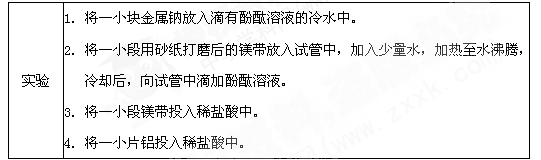 实验
1. 将一小块金属钠放入滴有酚酞溶液的冷水中。
2. 将一小段用砂纸打磨后的镁带放入试管中，加入少量水，加热至水沸腾，
冷却后，向试管中滴加酚酞溶液。
3. 将一小段镁带投入稀盐酸中。
4. 将一小片铝投入稀盐酸中。